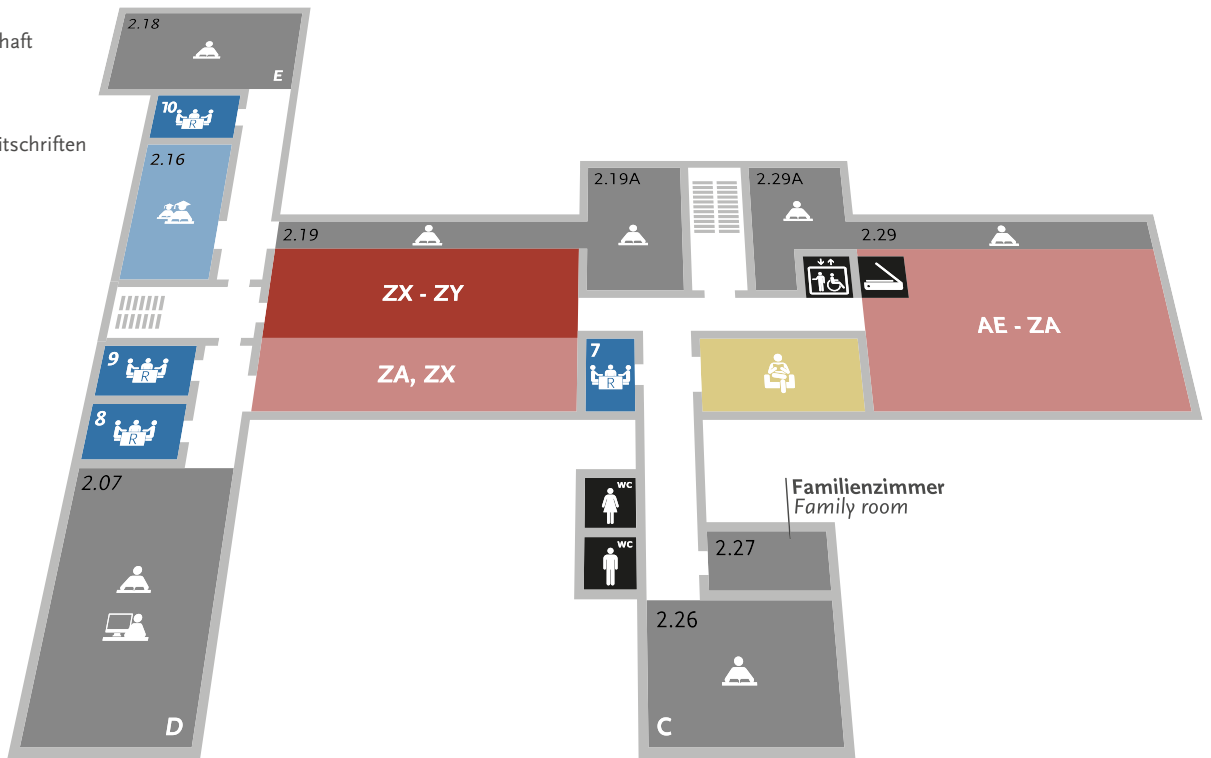 haft
itschriften
2.18
E
10
R
2.16
2.19A
2.29A
2.19
2.29
ZX - ZY
AE - ZA
ZA, ZX
9
R
7
R
8
R
2.07
WC
WC
Familienzimmer
Family room
2.27
2.26
D
C